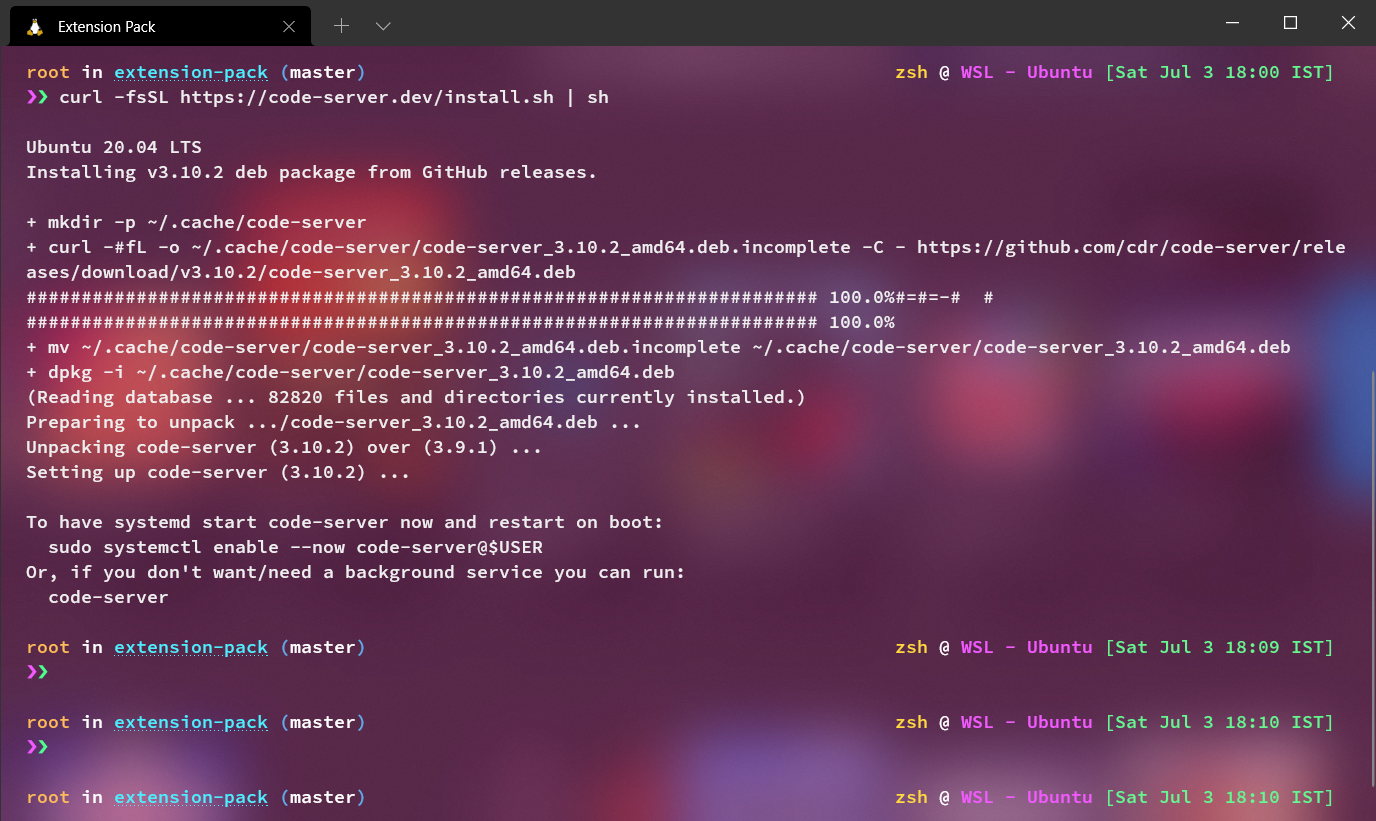 Extension Pack
root in extension-pack (master) zsh @ WSL - Ubuntu [Sat Jul 3 18:00 IST]
❯❯ curl -fsSL https://code-server.dev/install.sh | sh
Ubuntu 20.04 LTS
Installing v3.10.2 deb package from GitHub releases.
+ mkdir -p ~/.cache/code-server
+ curl -#fL -o ~/.cache/code-server/code-server_3.10.2_amd64.deb.incomplete -C - https://github.com/cdr/code-server/rele
ases/download/v3.10.2/code-server_3.10.2_amd64.deb
######################################################################## 100.0%#=#=-#  #
######################################################################## 100.0%
+ mv ~/.cache/code-server/code-server_3.10.2_amd64.deb.incomplete ~/.cache/code-server/code-server_3.10.2_amd64.deb
+ dpkg -i ~/.cache/code-server/code-server_3.10.2_amd64.deb
(Reading database ... 82820 files and directories currently installed.)
Preparing to unpack .../code-server_3.10.2_amd64.deb ...
Unpacking code-server (3.10.2) over (3.9.1) ...
Setting up code-server (3.10.2) ...
To have systemd start code-server now and restart on boot:
  sudo systemctl enable --now code-server@$USER
Or, if you don't want/need a background service you can run:
  code-server
root in extension-pack (master) zsh @ WSL - Ubuntu [Sat Jul 3 18:09 IST]
❯❯
root in extension-pack (master) zsh @ WSL - Ubuntu [Sat Jul 3 18:10 IST]
❯❯
root in extension-pack (master) zsh @ WSL - Ubuntu [Sat Jul 3 18:10 IST]